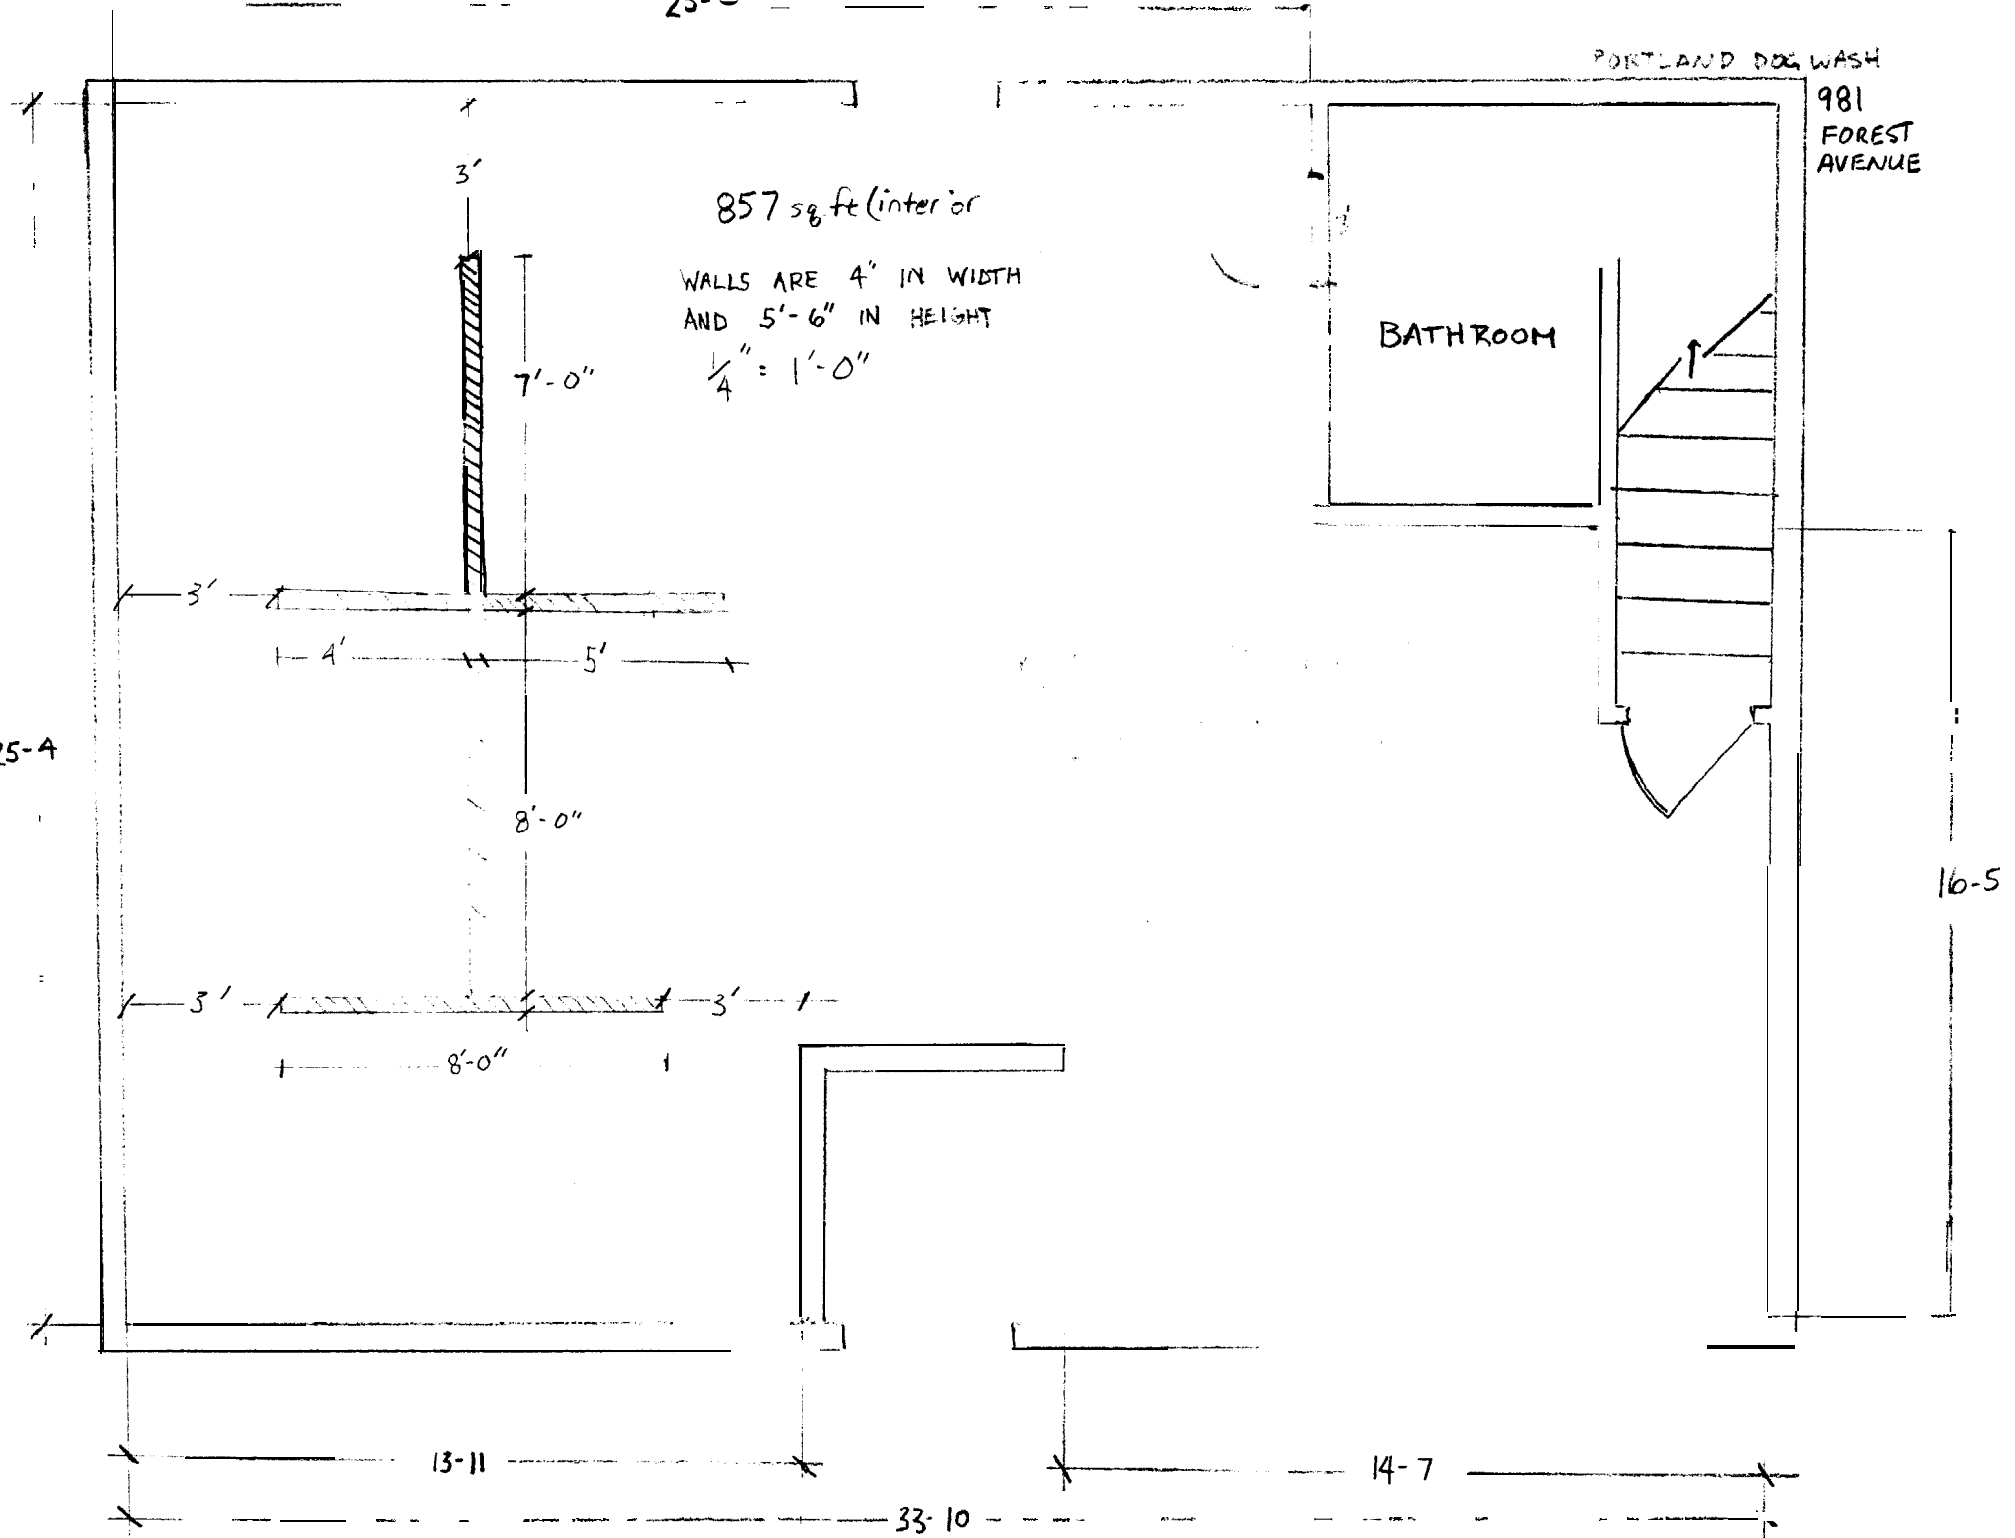 PORTLAND DOG WASH
981
FOREST
AVENUE
3'
857 sq ft (interior
WALLS ARE 4" IN WIDTH
AND 5'-6" IN HEIGHT
1/4" = 1'-0"
7'-0"
BATHROOM
3'
4'
5'
25-4
8'-0"
16-5
3'
3'
8'-0"
13-11
14-7
33-10